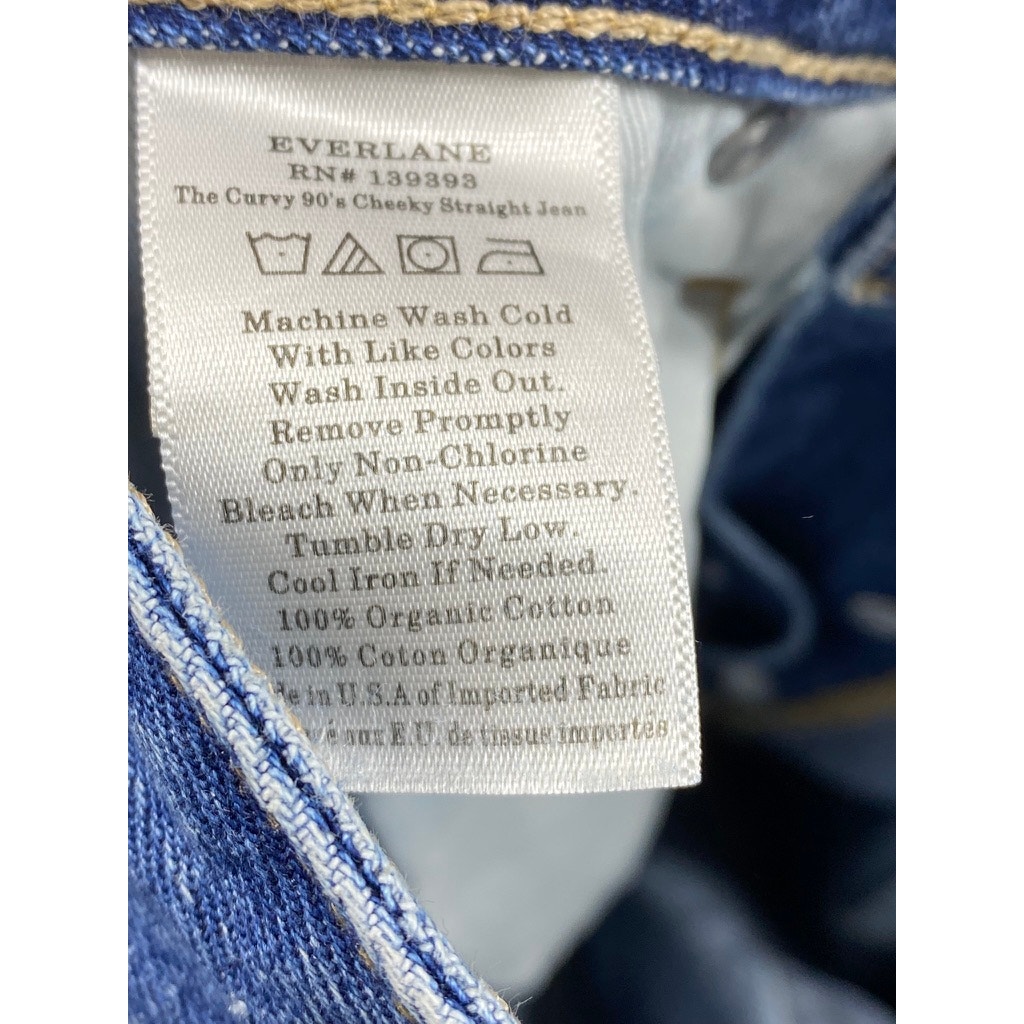 EVERLANE
RN# 139393
The Curvy 90's Cheeky Straight Jean
Machine Wash Cold
With Like Colors
Wash Inside Out.
Remove Promptly
Only Non-Chlorine
Bleach When Necessary.
Tumble Dry Low
Cool Iron If Needed.
100% Organic Cotton
100% Coton Organique
in U.S.A of Imported Fabric
aux E.U. de tissus importes